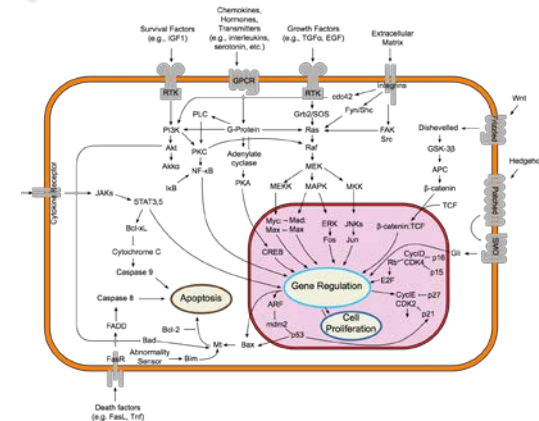 Chemokines,
Hormones,
Survival Factors
(e.g., IGF1)
Transmitters
(e.g., interleukins,
serotonin, etc.)
Growth Factors
(e.g., TGFα, EGF)
Extracellular
Matrix
RTK
GPCR
RTK
Integrins
cdc42
Wnt
PLC
Grb2/SOS
Fyn/Shc
Frizzled
PI3K
G-Protein
Ras
FAK
Src
Dishevelled
Akt
PKC
Raf
GSK-3β
Akkα
Adenylate
cyclase
MEK
APC
Hedgehog
IκB
NF-κB
PKA
MEKK
MAPK
MKK
β-catenin
Cytokine Receptor
JAKs
STAT3,5
TCF
Patched
SMO
Myc
Mad:
Max
Max
ERK
JNKs
Fos
Jun
β-catenin:TCF
Bcl-xL
Cytochrome C
CREB
CyclD
CDK4
p16
p15
Rb
Gli
Caspase 9
Gene Regulation
E2F
Caspase 8
Apoptosis
ARF
CyclE
CDK2
p27
p21
FADD
Bcl-2
mdm2
Cell
Proliferation
p53
Bad
Mt
Bax
FasR
Abnormality
Sensor
Bim
Death factors
(e.g. FasL, Tnf)